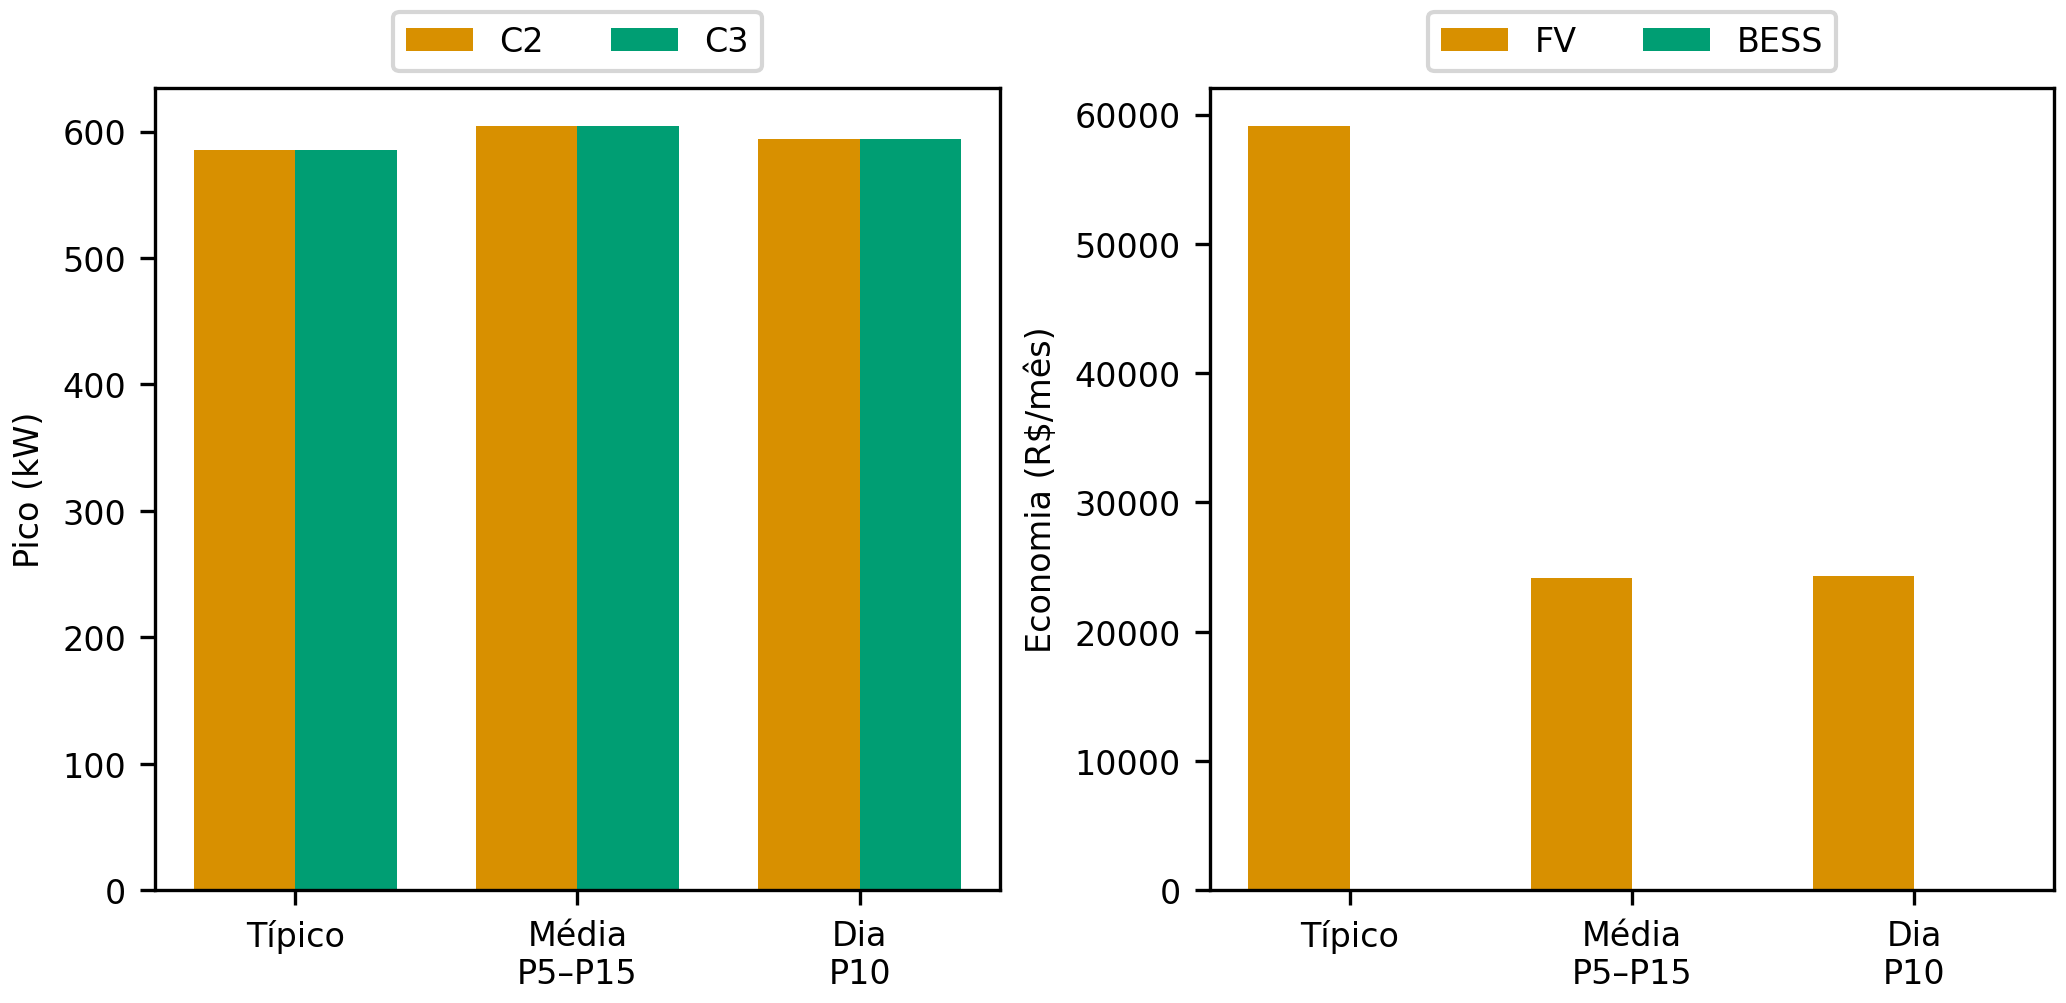 C2 C3
600
500
400
300
200
100
0
Pico (kW)
Típico
Média
P5–P15
Dia
P10
FV BESS
60000
50000
40000
30000
20000
10000
0
Economia (R$/mês)
Típico
Média
P5–P15
Dia
P10